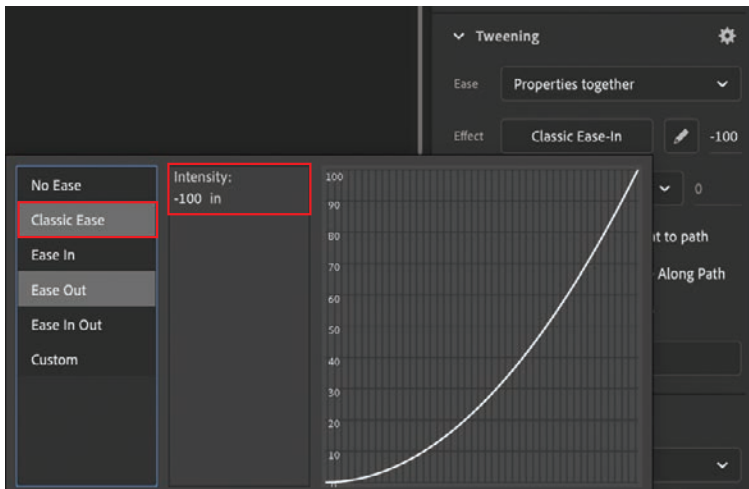 Tweening
Ease Properties together
Effect Classic Ease-In -100
0
t to path
Along Path
No Ease
Classic Ease
Ease In
Ease Out
Ease In Out
Custom
Intensity:
-100 in
100
90
80
70
60
50
40
30
20
10